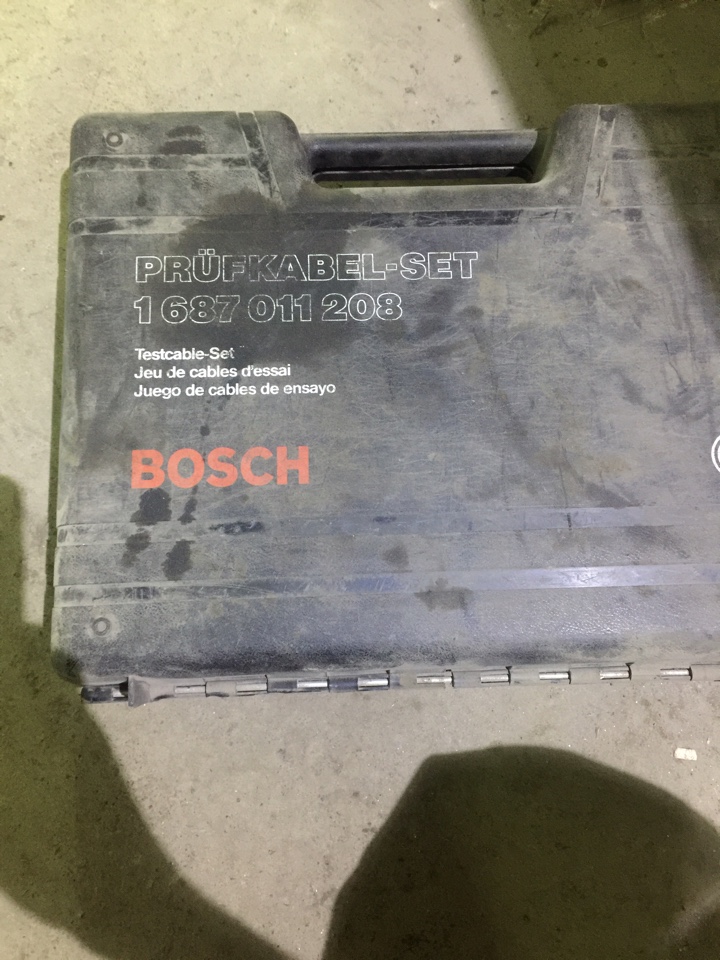 PRÜFKABEL-SET
1 687 011 208
Testcable-Set
Jeu de cables d'essai
Juego de cables de ensayo
BOSCH